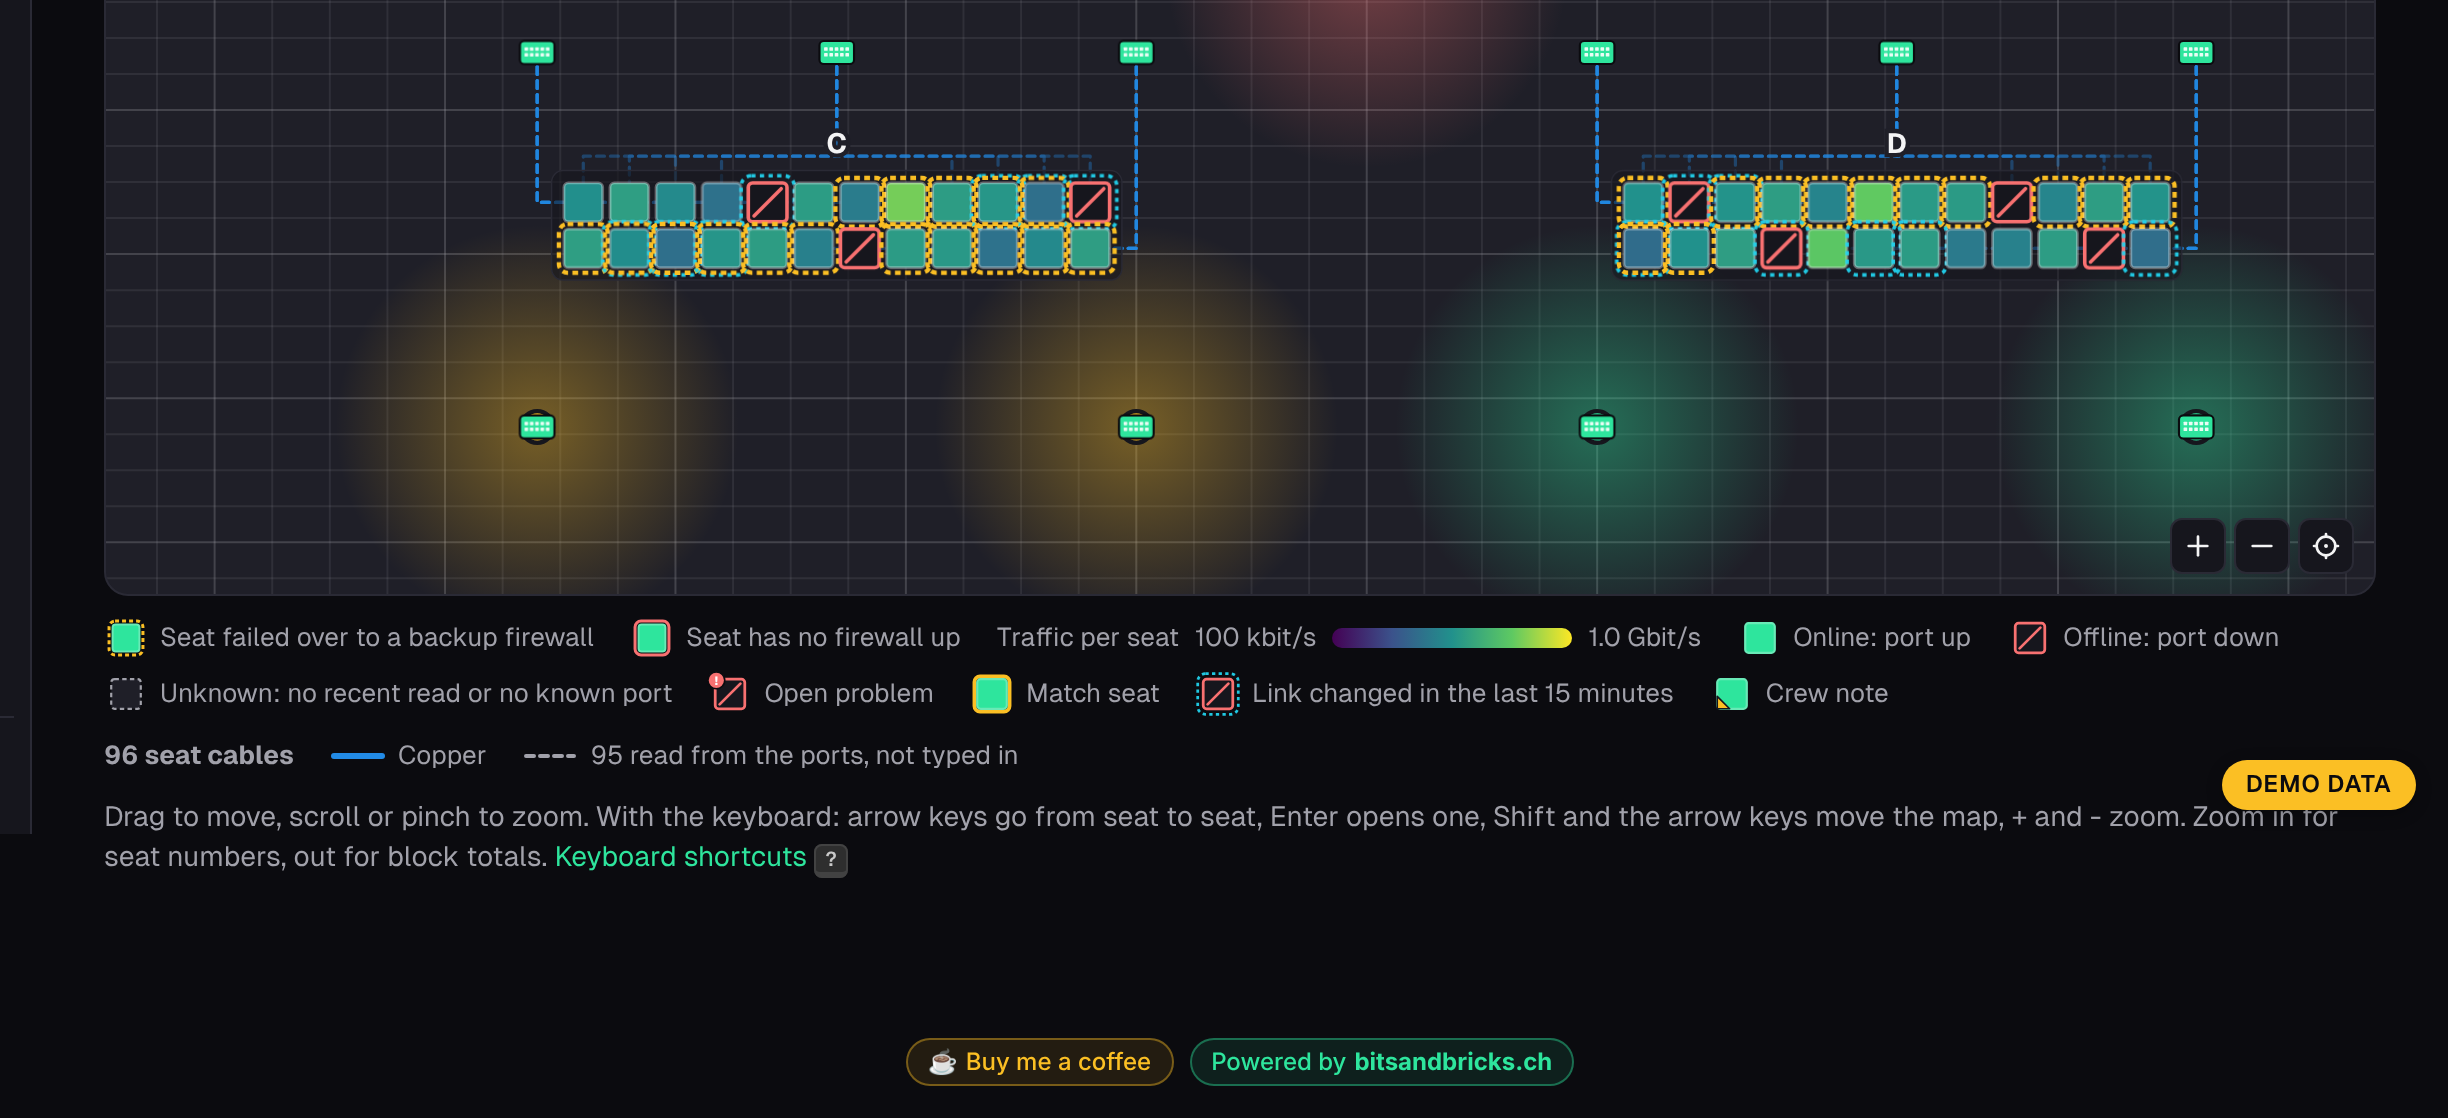 C
D
Seat failed over to a backup firewall Seat has no firewall up Traffic per seat 100 kbit/s 1.0 Gbit/s Online: port up Offline: port down
Unknown: no recent read or no known port Open problem Match seat Link changed in the last 15 minutes Crew note
96 seat cables Copper 95 read from the ports, not typed in
DEMO DATA
Drag to move, scroll or pinch to zoom. With the keyboard: arrow keys go from seat to seat, Enter opens one, Shift and the arrow keys move the map, + and - zoom. Zoom in for
seat numbers, out for block totals. Keyboard shortcuts ?
Buy me a coffee Powered by bitsandbricks.ch